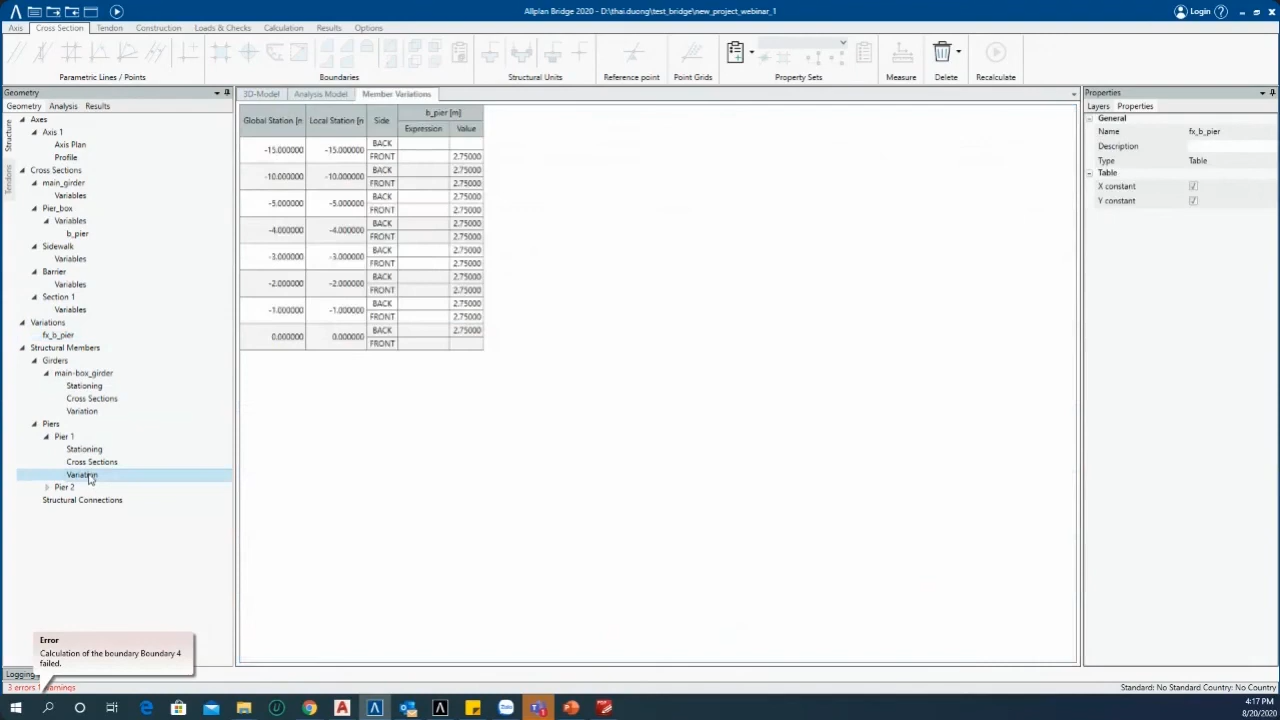 Allplan Bridge 2020 - D:\thai.duong\test_bridge\new_project_webinar_1
Login
Axis Cross Section Tendon Construction Loads & Checks Calculation Results Options
Parametric Lines / Points Boundaries Structural Units Reference point Point Grids Property Sets Measure Delete Recalculate
Geometry
Geometry Analysis Results
Structure
Tendons
Axes
Axis 1
Axis Plan
Profile
Cross Sections
main_girder
Variables
Pier_box
Variables
b_pier
Sidewalk
Variables
Barrier
Variables
Section 1
Variables
Variations
fx_b_pier
Structural Members
Girders
main-box_girder
Stationing
Cross Sections
Variation
Piers
Pier 1
Stationing
Cross Sections
Variation
Pier 2
Structural Connections
3D-Model Analysis Model Member Variations
Global Station [n Local Station [n Side b_pier [m]
Expression Value
-15.000000 -15.000000 BACK
FRONT 2.75000
-10.000000 -10.000000 BACK 2.75000
FRONT 2.75000
-5.000000 -5.000000 BACK 2.75000
FRONT 2.75000
-4.000000 -4.000000 BACK 2.75000
FRONT 2.75000
-3.000000 -3.000000 BACK 2.75000
FRONT 2.75000
-2.000000 -2.000000 BACK 2.75000
FRONT 2.75000
-1.000000 -1.000000 BACK 2.75000
FRONT 2.75000
0.000000 0.000000 BACK 2.75000
FRONT
Properties
Layers Properties
General
Name fx_b_pier
Description
Type Table
Table
X constant
Y constant
Error
Calculation of the boundary Boundary 4
failed.
Logging
3 errors
Standard: No Standard Country: No Country
4:17 PM
8/20/2020